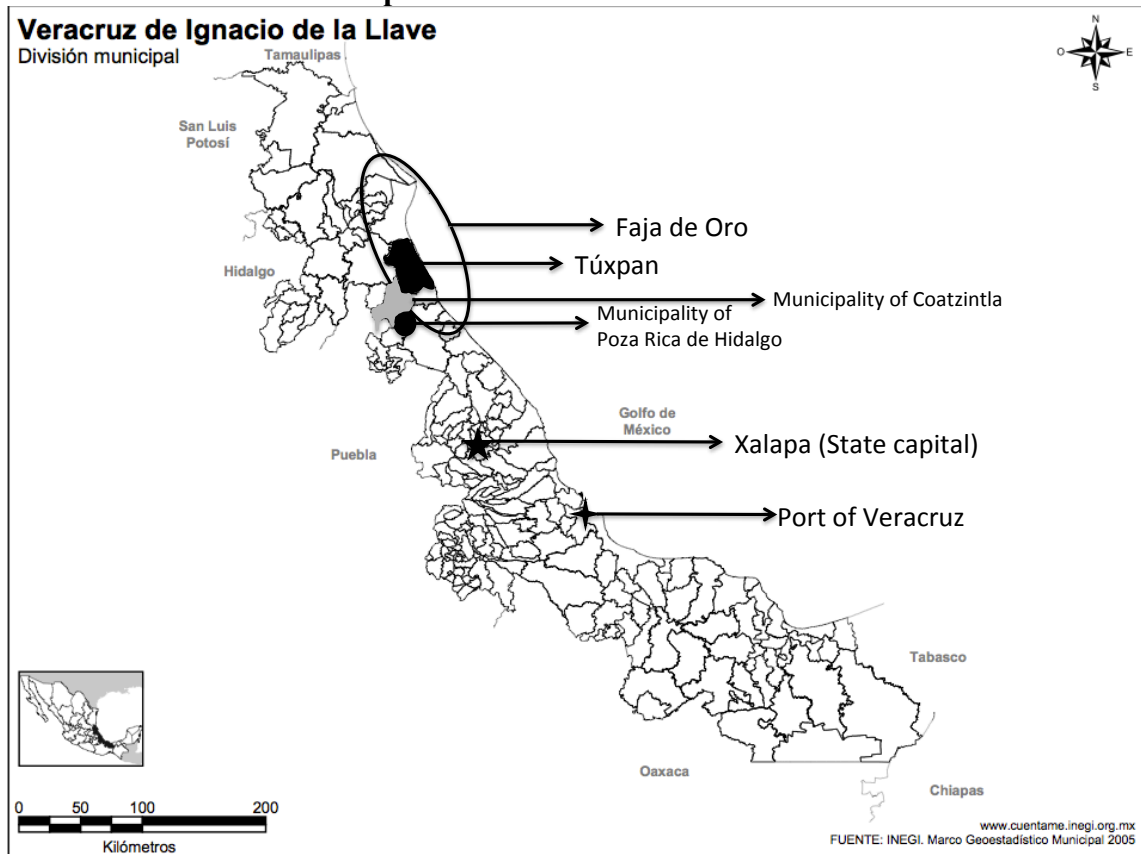 Veracruz de Ignacio de la Llave
División municipal
Tamaulipas
N
O
E
S
San Luis
Potosí
Faja de Oro
Túxpan
Hidalgo
Municipality of Coatzintla
Municipality of
Poza Rica de Hidalgo
Golfo de
México
Puebla
Xalapa (State capital)
Port of Veracruz
Tabasco
Oaxaca
Chiapas
0 50 100 200
Kilómetros
www.cuentame.inegi.org.mx
FUENTE: INEGI. Marco Geoestadístico Municipal 2005